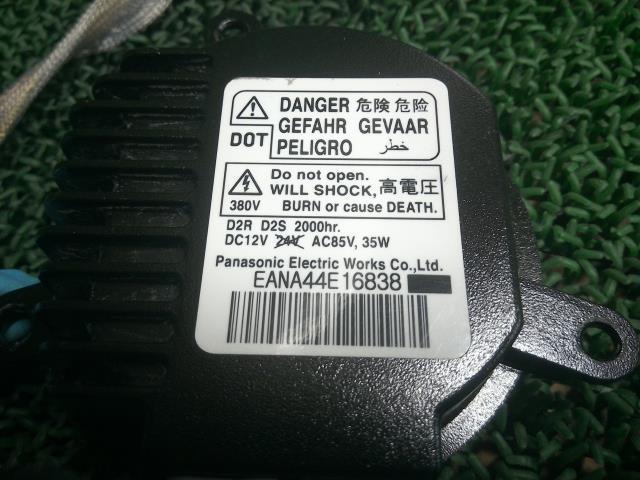 DANGER 危険 危险
GEFAHR GEVAAR
DOT PELIGRO خطر
Do not open.
WILL SHOCK, 高電圧
380V BURN or cause DEATH.
D2R D2S 2000hr.
DC12V 24V AC85V, 35W
Panasonic Electric Works Co., Ltd.
EANA44E16838